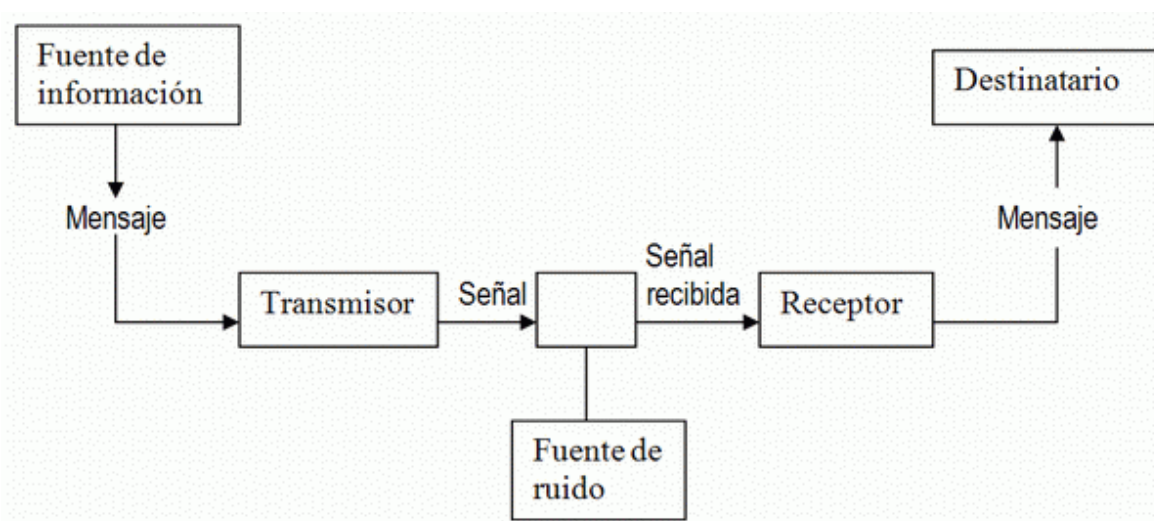 Fuente de
información
Destinatario
Mensaje
Mensaje
Transmisor
Señal
Señal
recibida
Receptor
Fuente de
ruido